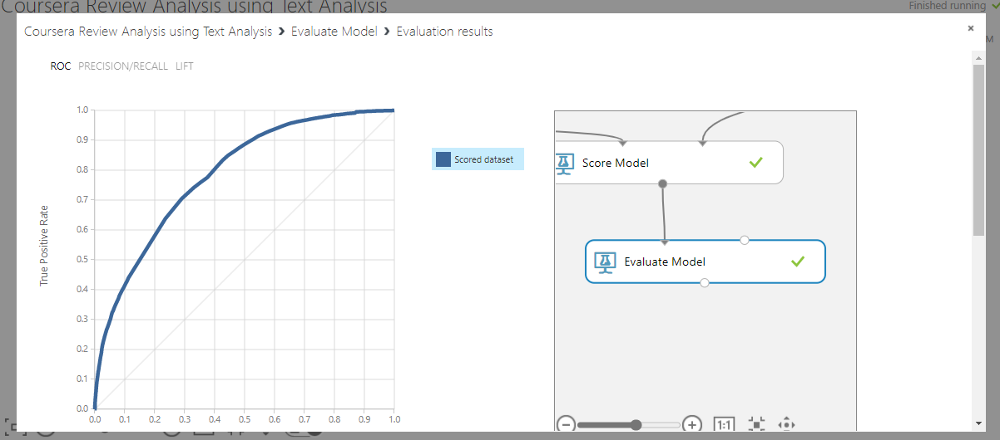 Coursera Review Analysis using Text Analysis
Finished running
Coursera Review Analysis using Text Analysis › Evaluate Model › Evaluation results
×
M
ROC PRECISION/RECALL LIFT
True Positive Rate
1.0
0.9
0.8
0.7
0.6
0.5
0.4
0.3
0.2
0.1
0.0
0.0 0.1 0.2 0.3 0.4 0.5 0.6 0.7 0.8 0.9 1.0
Scored dataset
Score Model
Evaluate Model
1:1